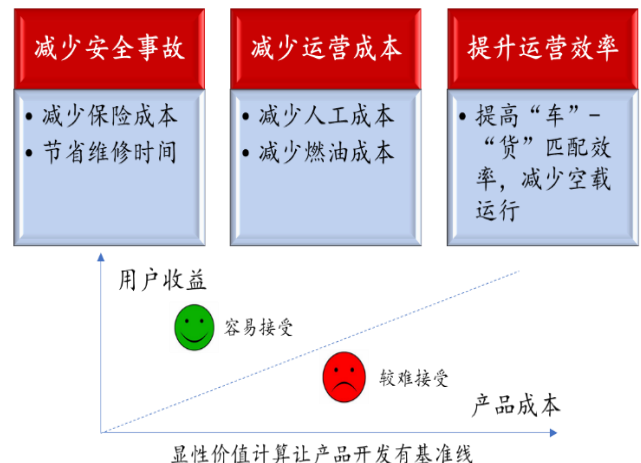 减少安全事故
• 减少保险成本
• 节省维修时间
减少运营成本
• 减少人工成本
• 减少燃油成本
提升运营效率
• 提高“车”-
“货”匹配效
率，减少空载
运行
用户收益
容易接受
较难接受
产品成本
显性价值计算让产品开发有基准线